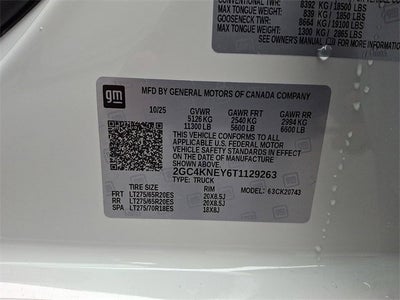 CONVENTIONAL TWR: 8392 KG / 18500 LBS
MAX TONGUE WT: 839 KG / 1850 LBS
GOOSENECK TWR: 8664 KG / 19100 LBS
MAX TONGUE WT: 1300 KG / 2865 LBS
SEE OWNER'S MANUAL FOR ADDITIONAL
gm
MFD BY GENERAL MOTORS OF CANADA COMPANY
10/25 GVWR GAWR FRT GAWR RR
5126 KG 2540 KG 2994 KG
11300 LB 5600 LB 6600 LB
THIS VEHICLE CONFORMS TO ALL
APPLICABLE U.S. FEDERAL MOTOR
VEHICLE SAFETY STANDARDS IN
EFFECT ON THE DATE OF
MANUFACTURE SHOWN ABOVE.
2GC4KNEY6T1129263
TYPE: TRUCK
TIRE SIZE RIM MODEL: 63CK20743
FRT LT275/65R20ES 20X8.5J
RR LT275/65R20ES 20X8.5J
SPA LT275/70R18ES 18X8J